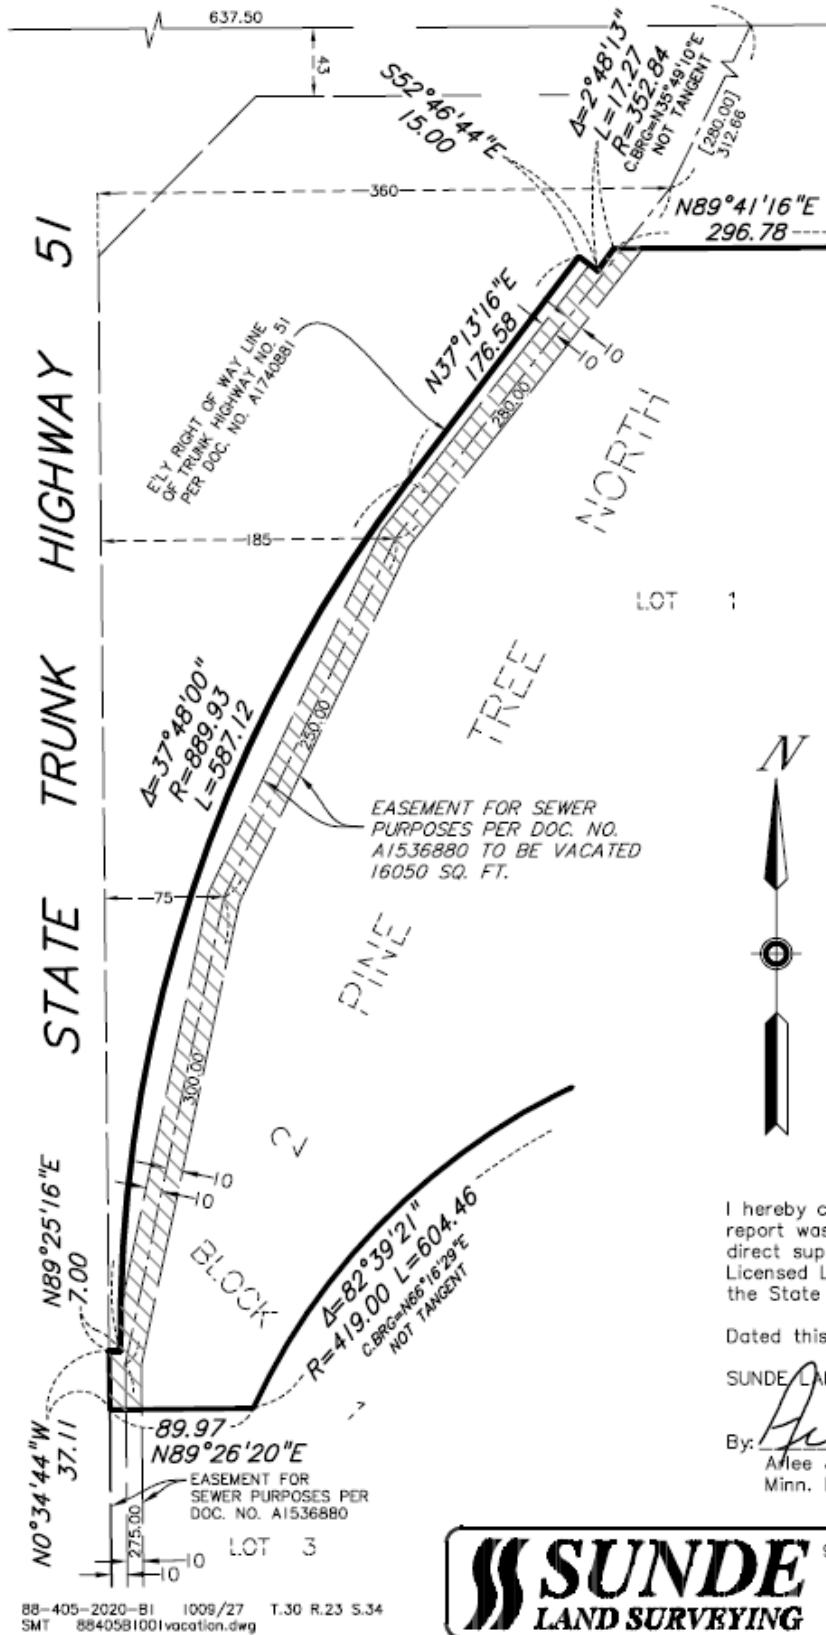 637.50
43
S52°46'44"E
15.00
Δ=2°48'13"
L=17.27
R=352.84
C.BRG=N35°49'10"E
NOT TANGENT
[280.00]
312.66
360
N89°41'16"E
296.78
STATE TRUNK HIGHWAY 51
E'LY RIGHT OF WAY LINE
OF TRUNK HIGHWAY NO. 51
PER DOC. NO. A1740881
N37°13'16"E
176.58
10
10
280.00
NORTH
185
LOT 1
TREE
Δ=37°48'00"
R=889.93
L=587.12
250.00
N
EASEMENT FOR SEWER
PURPOSES PER DOC. NO.
A1536880 TO BE VACATED
16050 SQ. FT.
75
PINE
300.00
2
10
10
BLOCK
N89°25'16"E
7.00
Δ=82°39'21"
R=419.00 L=604.46
C.BRG=N66°16'29"E
NOT TANGENT
I hereby c
report was
direct sup
Licensed L
the State
Dated this
SUNDE LA
By:
Arlee
Minn.
N0°34'44"W
37.11
89.97
N89°26'20"E
EASEMENT FOR
SEWER PURPOSES PER
DOC. NO. A1536880
275.00
LOT 3
10
10
SUNDE
LAND SURVEYING
88-405-2020-B1 1009/27 T.30 R.23 S.34
SMT 88405B1001vacation.dwg